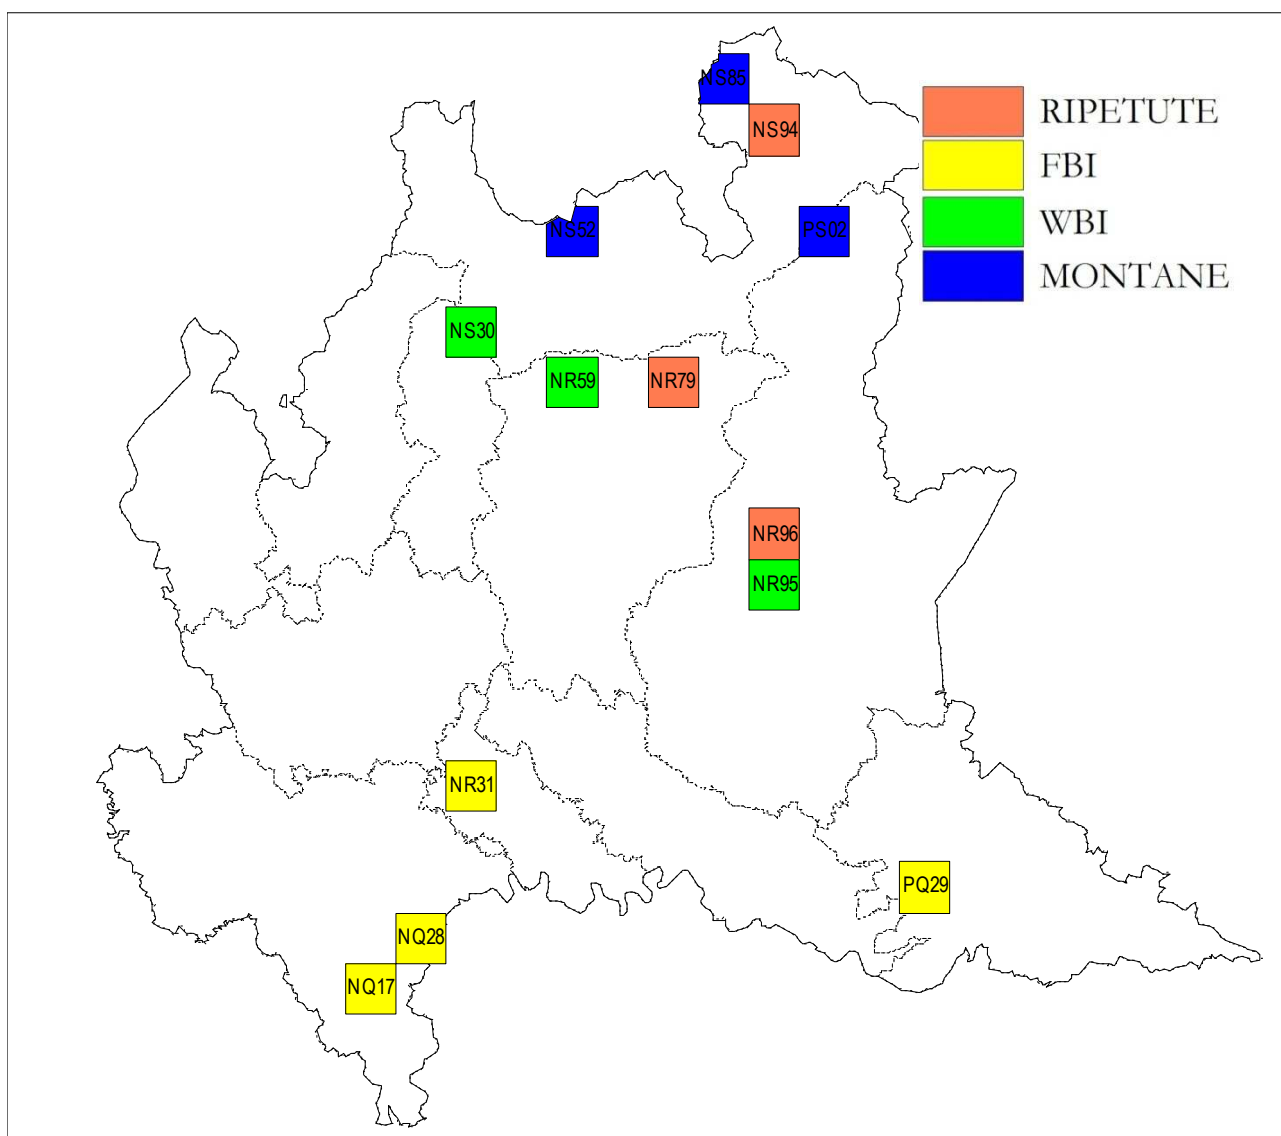 NS85
RIPETUTE
NS94
FBI
WBI
NS52
PS02
MONTANE
NS30
NR59
NR79
NR96
NR95
NR31
PQ29
NQ28
NQ17